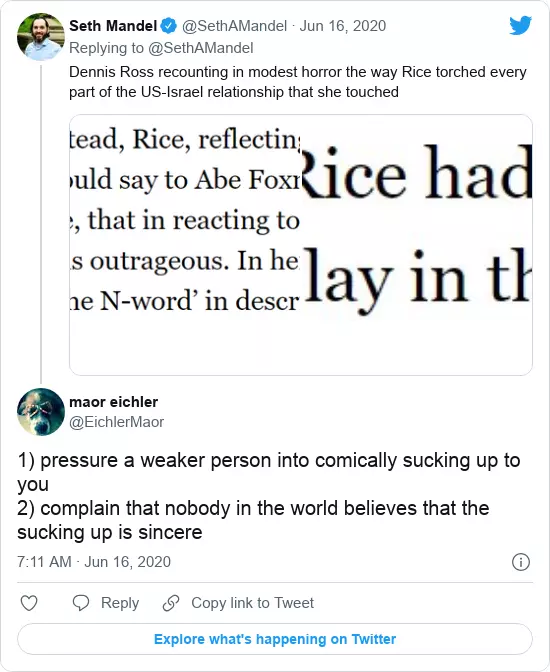 Seth Mandel @SethAMandel · Jun 16, 2020
Replying to @SethAMandel
Dennis Ross recounting in modest horror the way Rice torched every
part of the US-Israel relationship that she touched
tead, Rice, reflecting
ould say to Abe Foxm
e, that in reacting to
s outrageous. In he
he N-word’ in descr
Rice had
lay in th
maor eichler
@EichlerMaor
1) pressure a weaker person into comically sucking up to
you
2) complain that nobody in the world believes that the
sucking up is sincere
7:11 AM · Jun 16, 2020
Reply
Copy link to Tweet
Explore what's happening on Twitter